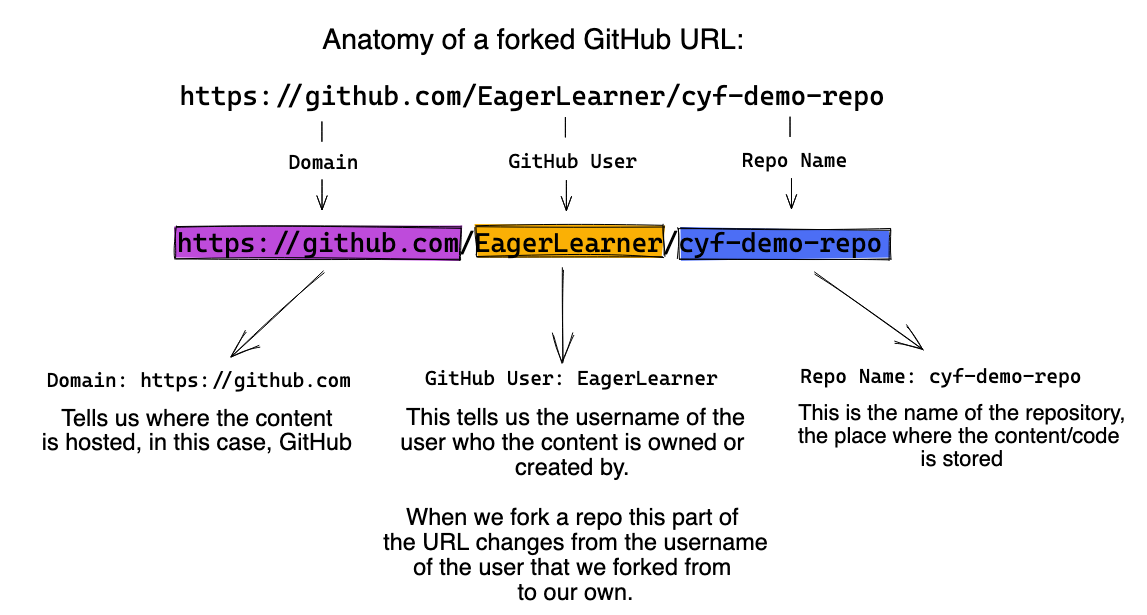 Anatomy of a forked GitHub URL:
https://github.com/EagerLearner/cyf-demo-repo
Domain
GitHub User
Repo Name
https://github.com/EagerLearner/cyf-demo-repo
Domain: https://github.com
Tells us where the content
is hosted, in this case, GitHub
GitHub User: EagerLearner
This tells us the username of the
user who the content is owned or
created by.
When we fork a repo this part of
the URL changes from the username
of the user that we forked from
to our own.
Repo Name: cyf-demo-repo
This is the name of the repository,
the place where the content/code
is stored